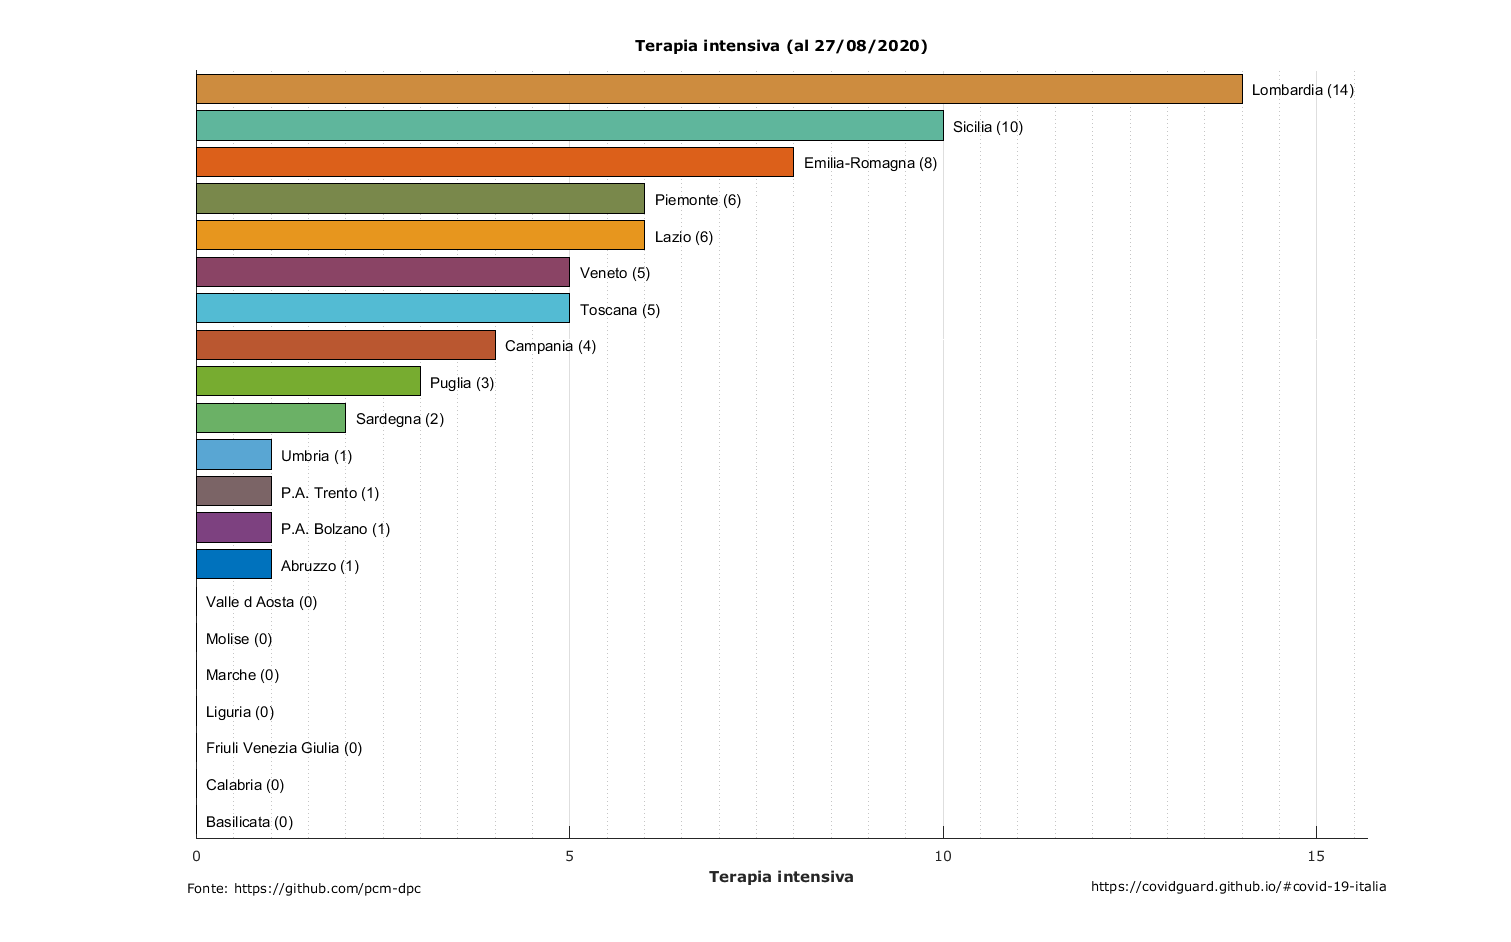 Terapia intensiva (al 27/08/2020)
Lombardia (14)
Sicilia (10)
Emilia-Romagna (8)
Piemonte (6)
Lazio (6)
Veneto (5)
Toscana (5)
Campania (4)
Puglia (3)
Sardegna (2)
Umbria (1)
P.A. Trento (1)
P.A. Bolzano (1)
Abruzzo (1)
Valle d Aosta (0)
Molise (0)
Marche (0)
Liguria (0)
Friuli Venezia Giulia (0)
Calabria (0)
Basilicata (0)
0 5 10 15
Terapia intensiva
Fonte: https://github.com/pcm-dpc
https://covidguard.github.io/#covid-19-italia